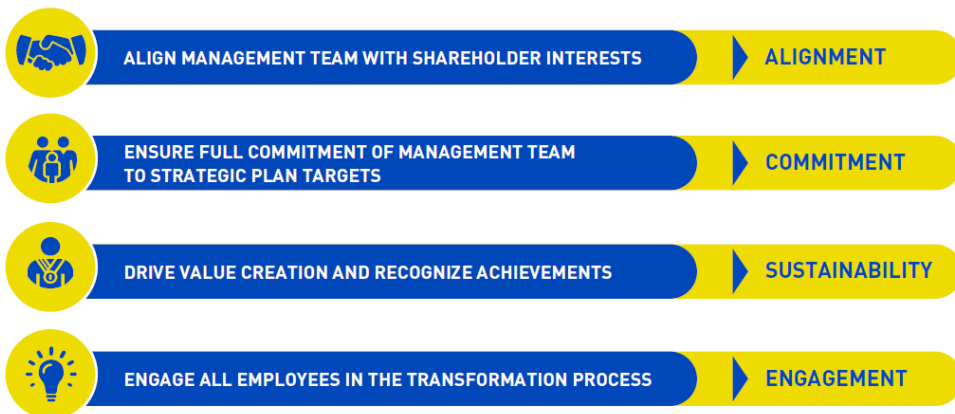 ALIGN MANAGEMENT TEAM WITH SHAREHOLDER INTERESTS
ALIGNMENT
ENSURE FULL COMMITMENT OF MANAGEMENT TEAM
TO STRATEGIC PLAN TARGETS
COMMITMENT
DRIVE VALUE CREATION AND RECOGNIZE ACHIEVEMENTS
SUSTAINABILITY
ENGAGE ALL EMPLOYEES IN THE TRANSFORMATION PROCESS
ENGAGEMENT